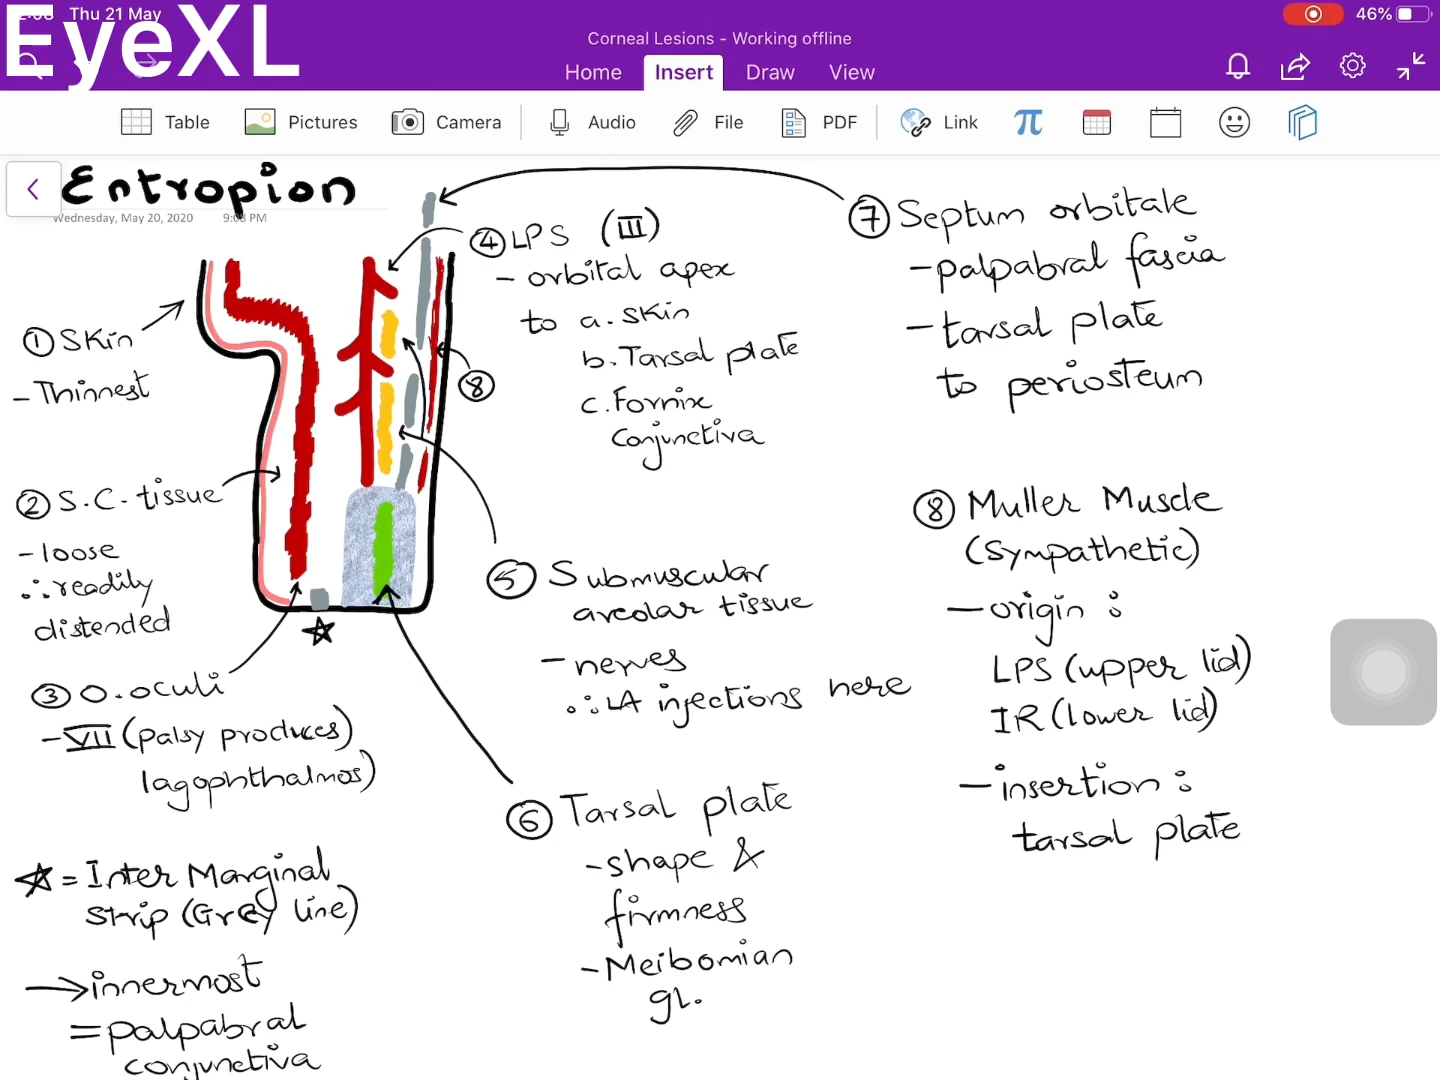 Thu 21 May
46%
EyeXL
Corneal Lesions - Working offline
Home Insert Draw View
Table Pictures Camera Audio File PDF Link π
Entropion
Wednesday, May 20, 2020
① Skin
- Thinnest
② S.C. tissue
- loose
∴ readily
distended
③ O. oculi
- VII (palsy produces)
lagophthalmos)
☆ = Inter Marginal
strip (Grey line)
→ innermost
= palpabral
conjunctiva
④ LPS (III)
- orbital apex
to a. Skin
b. Tarsal plate
c. Fornix
Conjunctiva
⑧
⑤ Submuscular
areolar tissue
- nerves
∴ LA injections here
⑥ Tarsal plate
- shape &
firmness
- Meibomian
gl.
⑦ Septum orbitale
- palpabral fascia
- tarsal plate
to periosteum
⑧ Muller Muscle
(Sympathetic)
- origin :
LPS (upper lid)
IR (lower lid)
- insertion :
tarsal plate